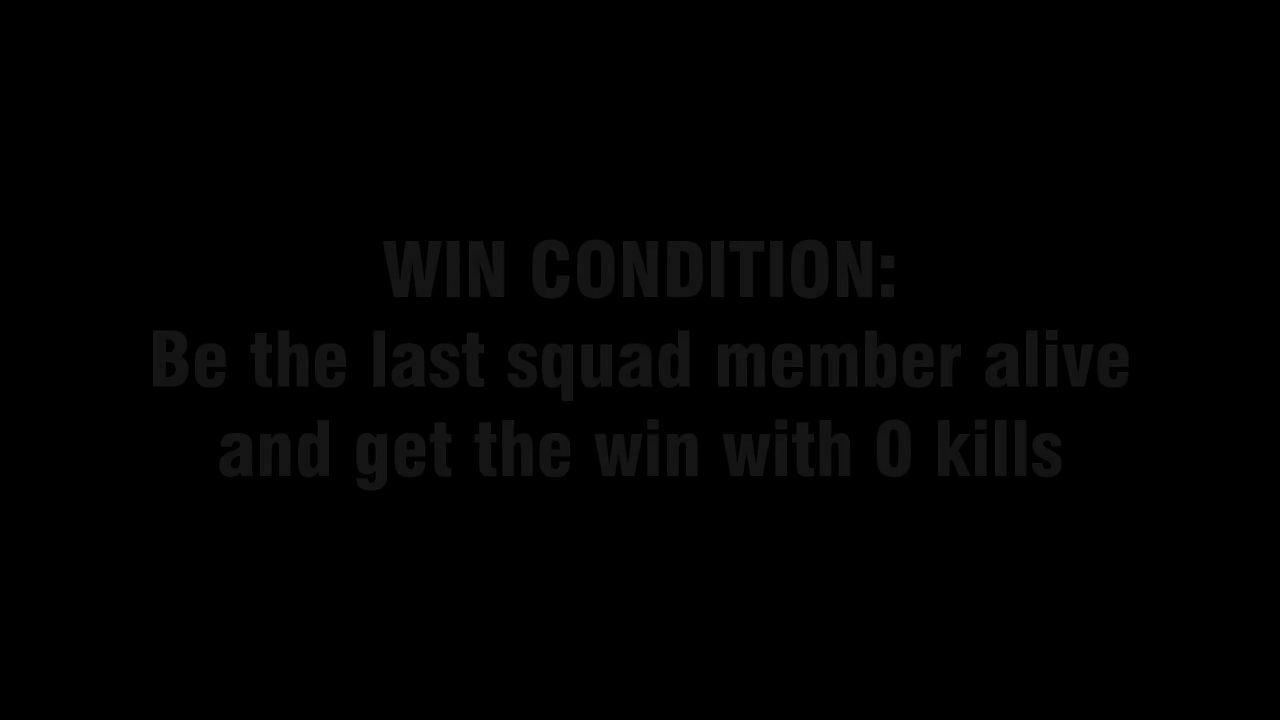 WIN CONDITION:
Be the last squad member alive
and get the win with 0 kills